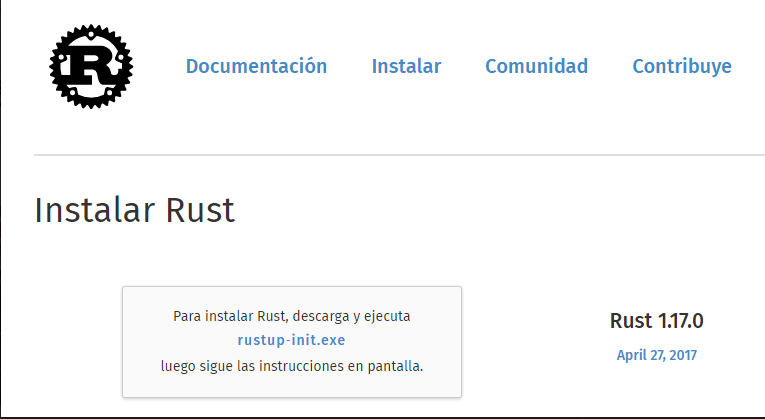 R
Documentación Instalar Comunidad Contribuye
Instalar Rust
Para instalar Rust, descarga y ejecuta
rustup-init.exe
luego sigue las instrucciones en pantalla.
Rust 1.17.0
April 27, 2017